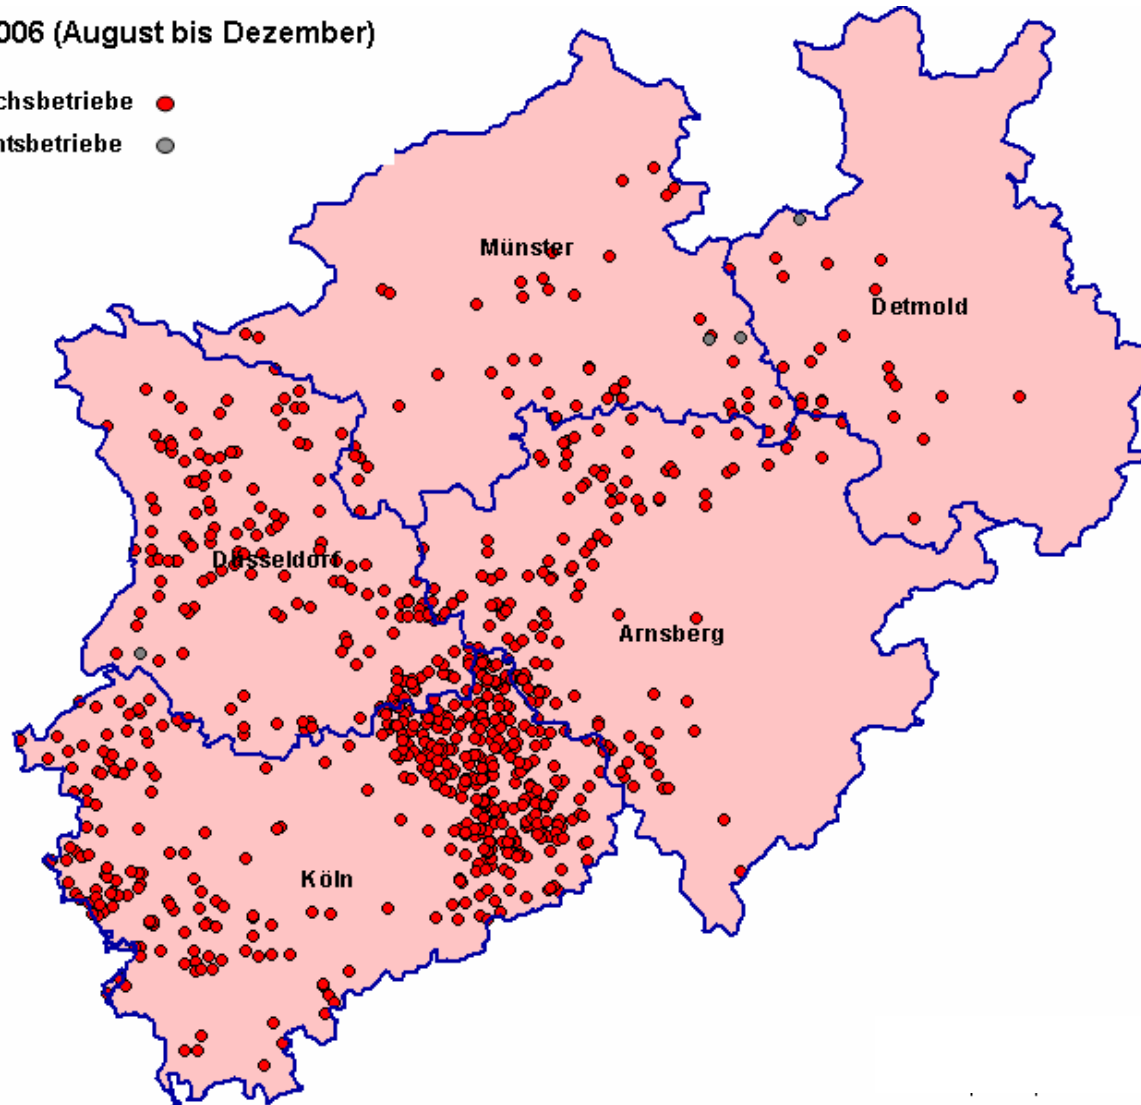 006 (August bis Dezember)
chsbetriebe
ntsbetriebe
Münster
Detmold
Düsseldorf
Arnsberg
Köln